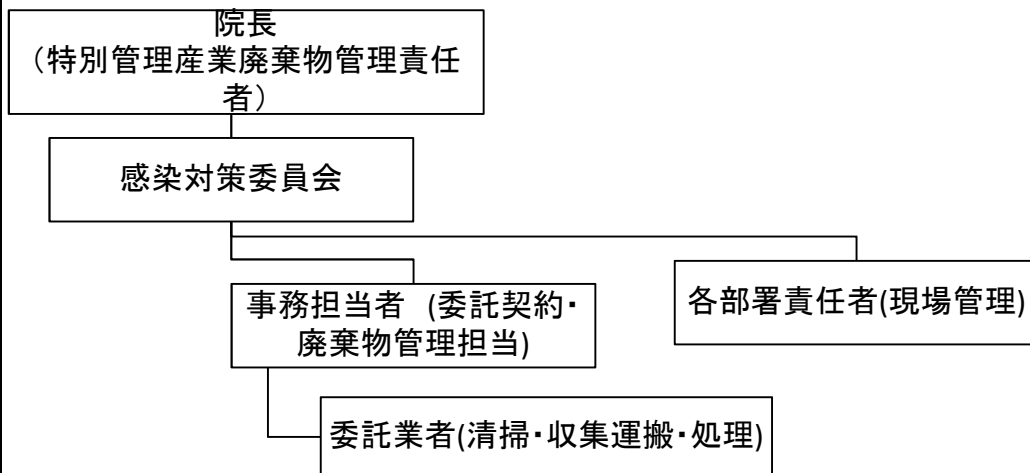 院長
（特別管理産業廃棄物管理責任
者）
感染対策委員会
事務担当者 (委託契約・
廃棄物管理担当)
各部署責任者(現場管理)
委託業者(清掃・収集運搬・処理)